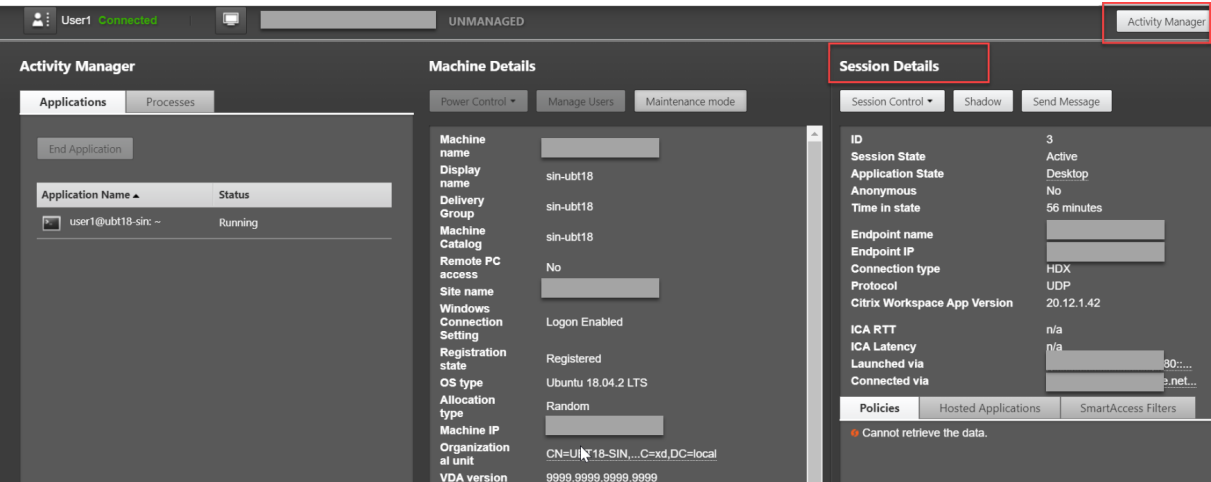 User1 Connected
UNMANAGED
Activity Manager
Activity Manager
Applications Processes
End Application
Application Name Status
user1@ubt18-sin: ~ Running
Machine Details
Power Control Manage Users Maintenance mode
Machine
name
Display
name sin-ubt18
Delivery
Group sin-ubt18
Machine
Catalog sin-ubt18
Remote PC
access No
Site name
Windows
Connection
Setting Logon Enabled
Registration
state Registered
OS type Ubuntu 18.04.2 LTS
Allocation
type Random
Machine IP
Organization
al unit CN=UBT18-SIN,...C=xd,DC=local
VDA version 9999.9999.9999.9999
Session Details
Session Control Shadow Send Message
ID 3
Session State Active
Application State Desktop
Anonymous No
Time in state 56 minutes
Endpoint name
Endpoint IP
Connection type HDX
Protocol UDP
Citrix Workspace App Version 20.12.1.42
ICA RTT n/a
ICA Latency n/a
Launched via 80::...
Connected via e.net...
Policies Hosted Applications SmartAccess Filters
Cannot retrieve the data.